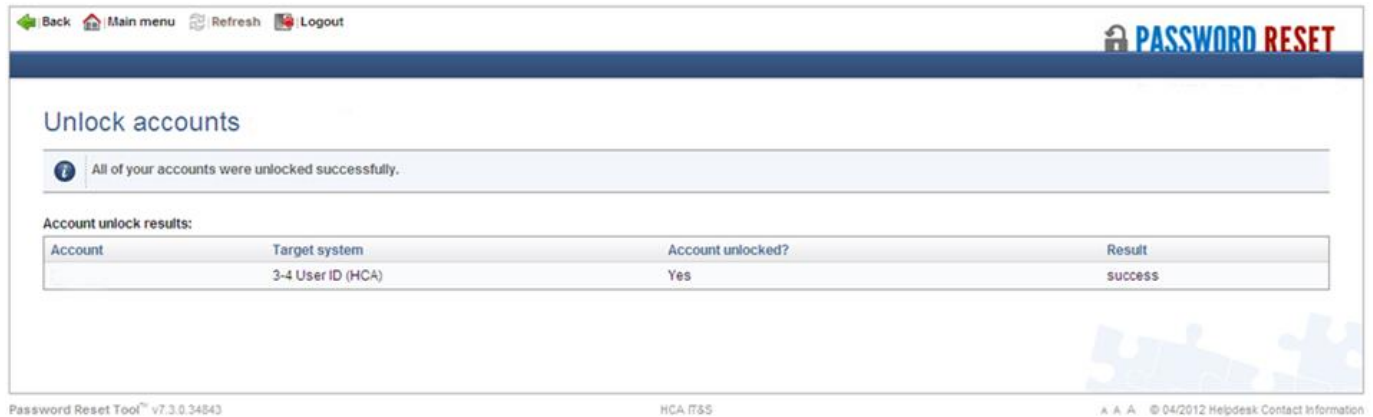 Back Main menu Refresh Logout
PASSWORD RESET
Unlock accounts
All of your accounts were unlocked successfully.
Account unlock results:
Account Target system Account unlocked? Result
3-4 User ID (HCA) Yes success
Password Reset Tool™ v7.3.0.34843 HCA IT&S A A A © 04/2012 Helpdesk Contact Information